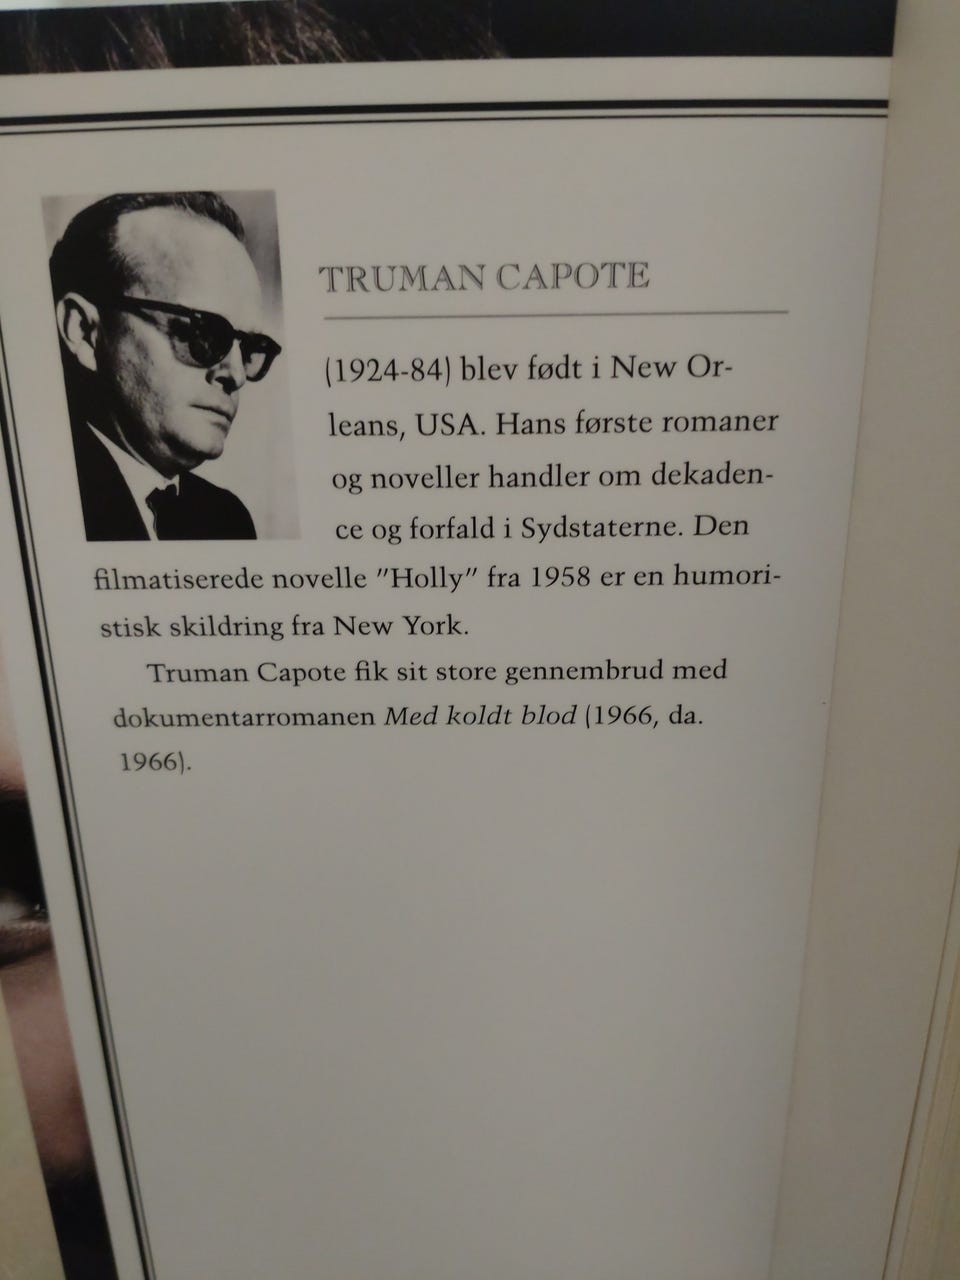 TRUMAN CAPOTE
(1924-84) blev født i New Or-
leans, USA. Hans første romaner
og noveller handler om dekaden-
ce og forfald i Sydstaterne. Den
filmatiserede novelle "Holly" fra 1958 er en humori-
stisk skildring fra New York.
Truman Capote fik sit store gennembrud med
dokumentarromanen Med koldt blod (1966, da.
1966).